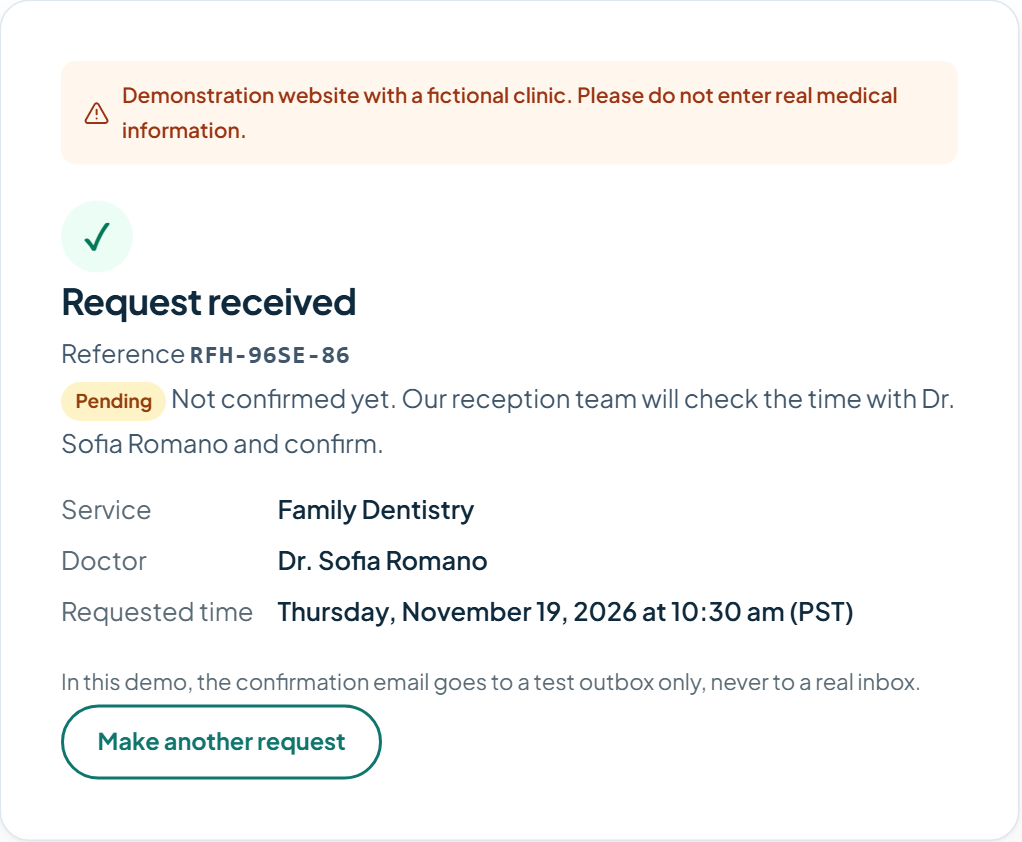 Demonstration website with a fictional clinic. Please do not enter real medical
information.
Request received
Reference RFH-96SE-86
Pending Not confirmed yet. Our reception team will check the time with Dr.
Sofia Romano and confirm.
Service Family Dentistry
Doctor Dr. Sofia Romano
Requested time Thursday, November 19, 2026 at 10:30 am (PST)
In this demo, the confirmation email goes to a test outbox only, never to a real inbox.
Make another request